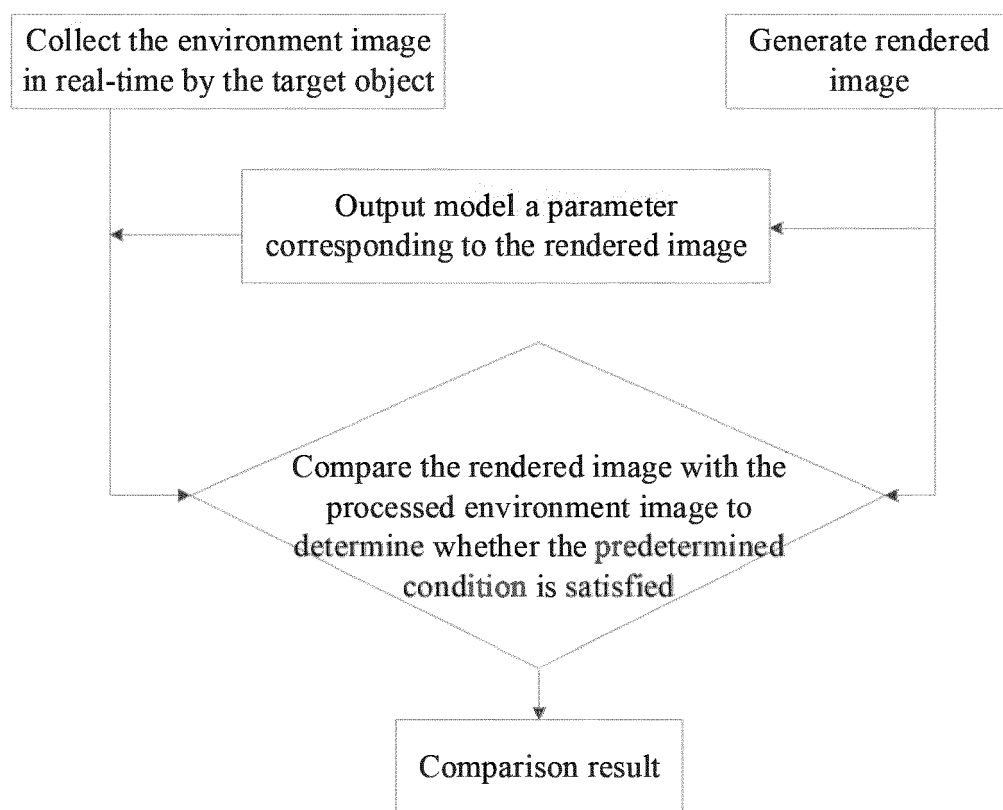 Collect the environment image
in real-time by the target object
Generate rendered
image
Output model a parameter
corresponding to the rendered image
Compare the rendered image with the
processed environment image to
determine whether the predetermined
condition is satisfied
Comparison result